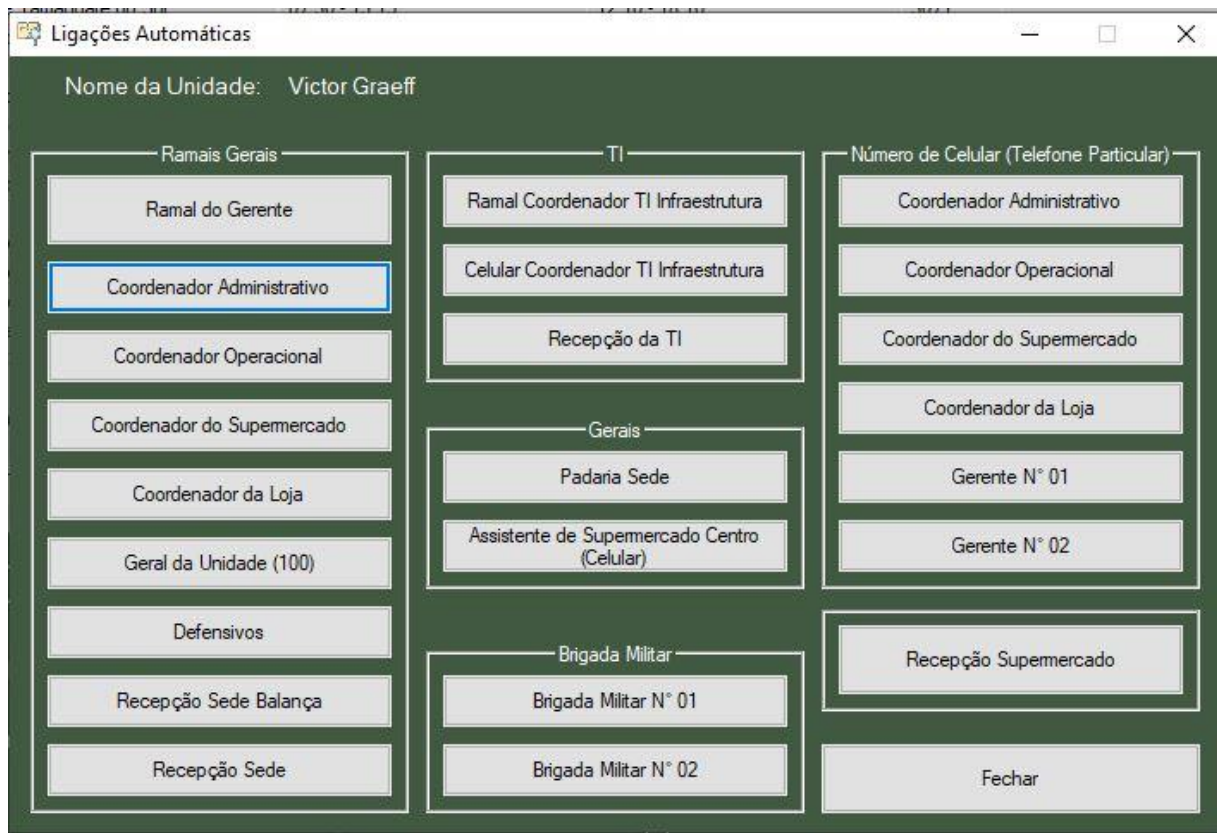 Ligações Automáticas
Nome da Unidade: Victor Graeff
Ramais Gerais
Ramal do Gerente
Coordenador Administrativo
Coordenador Operacional
Coordenador do Supermercado
Coordenador da Loja
Geral da Unidade (100)
Defensivos
Recepção Sede Balança
Recepção Sede
TI
Ramal Coordenador TI Infraestrutura
Celular Coordenador TI Infraestrutura
Recepção da TI
Gerais
Padaria Sede
Assistente de Supermercado Centro
(Celular)
Brigada Militar
Brigada Militar N° 01
Brigada Militar N° 02
Número de Celular (Telefone Particular)
Coordenador Administrativo
Coordenador Operacional
Coordenador do Supermercado
Coordenador da Loja
Gerente N° 01
Gerente N° 02
Recepção Supermercado
Fechar